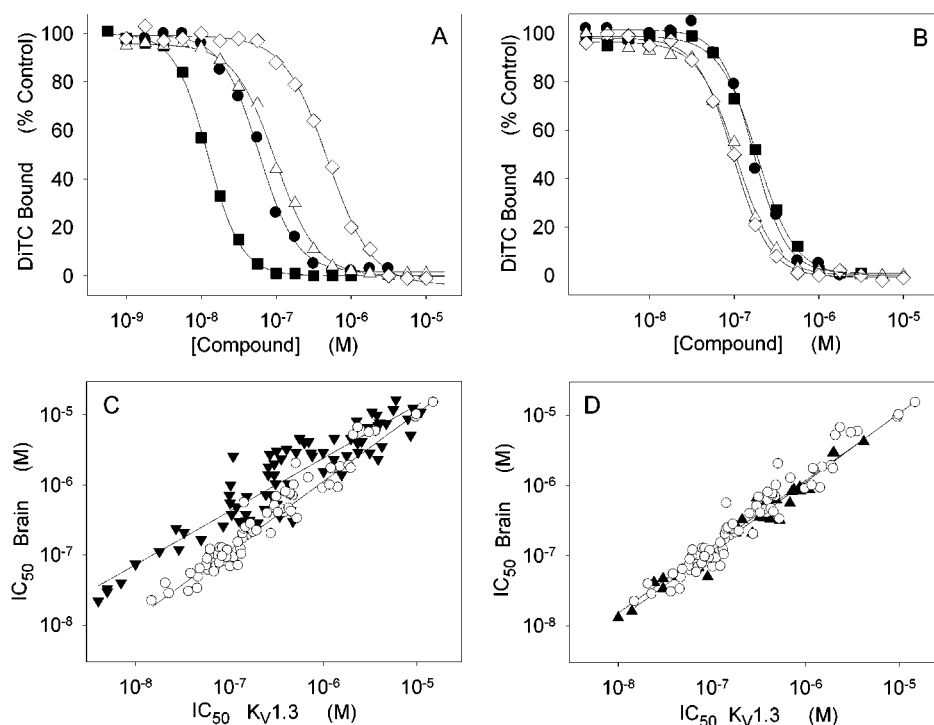 A
DiTC Bound (% Control)
100
80
60
40
20
0
10-9 10-8 10-7 10-6 10-5
[Compound] (M)
B
DiTC Bound (% Control)
100
80
60
40
20
0
10-8 10-7 10-6 10-5
[Compound] (M)
C
IC50 Brain (M)
10-5
10-6
10-7
10-8
10-8 10-7 10-6 10-5
IC50 KV1.3 (M)
D
IC50 Brain (M)
10-5
10-6
10-7
10-8
10-8 10-7 10-6 10-5
IC50 KV1.3 (M)